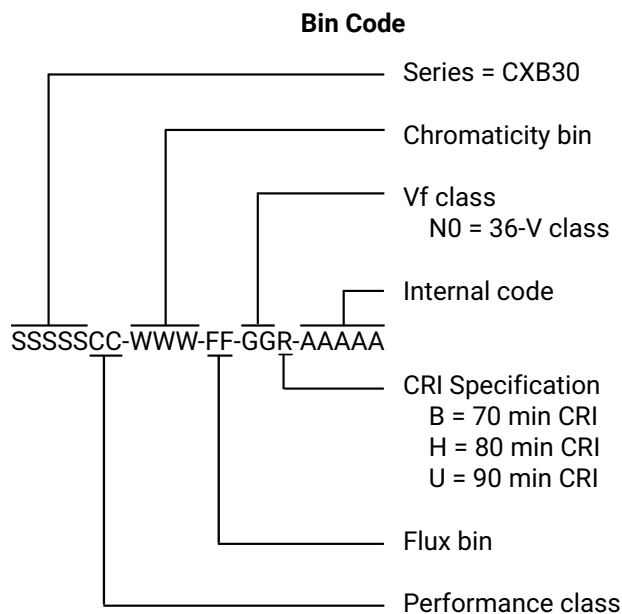 Bin Code
Series = CXB30
Chromaticity bin
Vf class
N0 = 36-V class
Internal code
SSSSSCC-WWW-FF-GGR-AAAAA
CRI Specification
B = 70 min CRI
H = 80 min CRI
U = 90 min CRI
Flux bin
Performance class